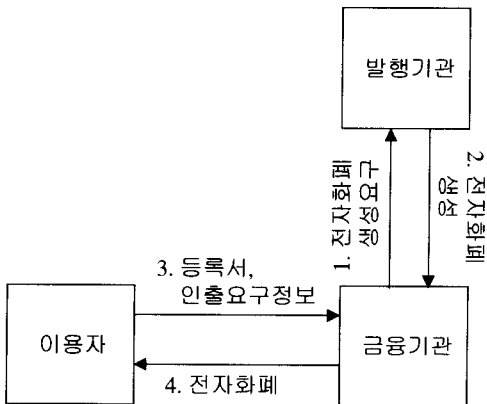 발행기관
1. 전자화폐
생성요구
2. 전자화폐
생성
3. 등록서,
인출요구정보
이용자
금융기관
4. 전자화폐